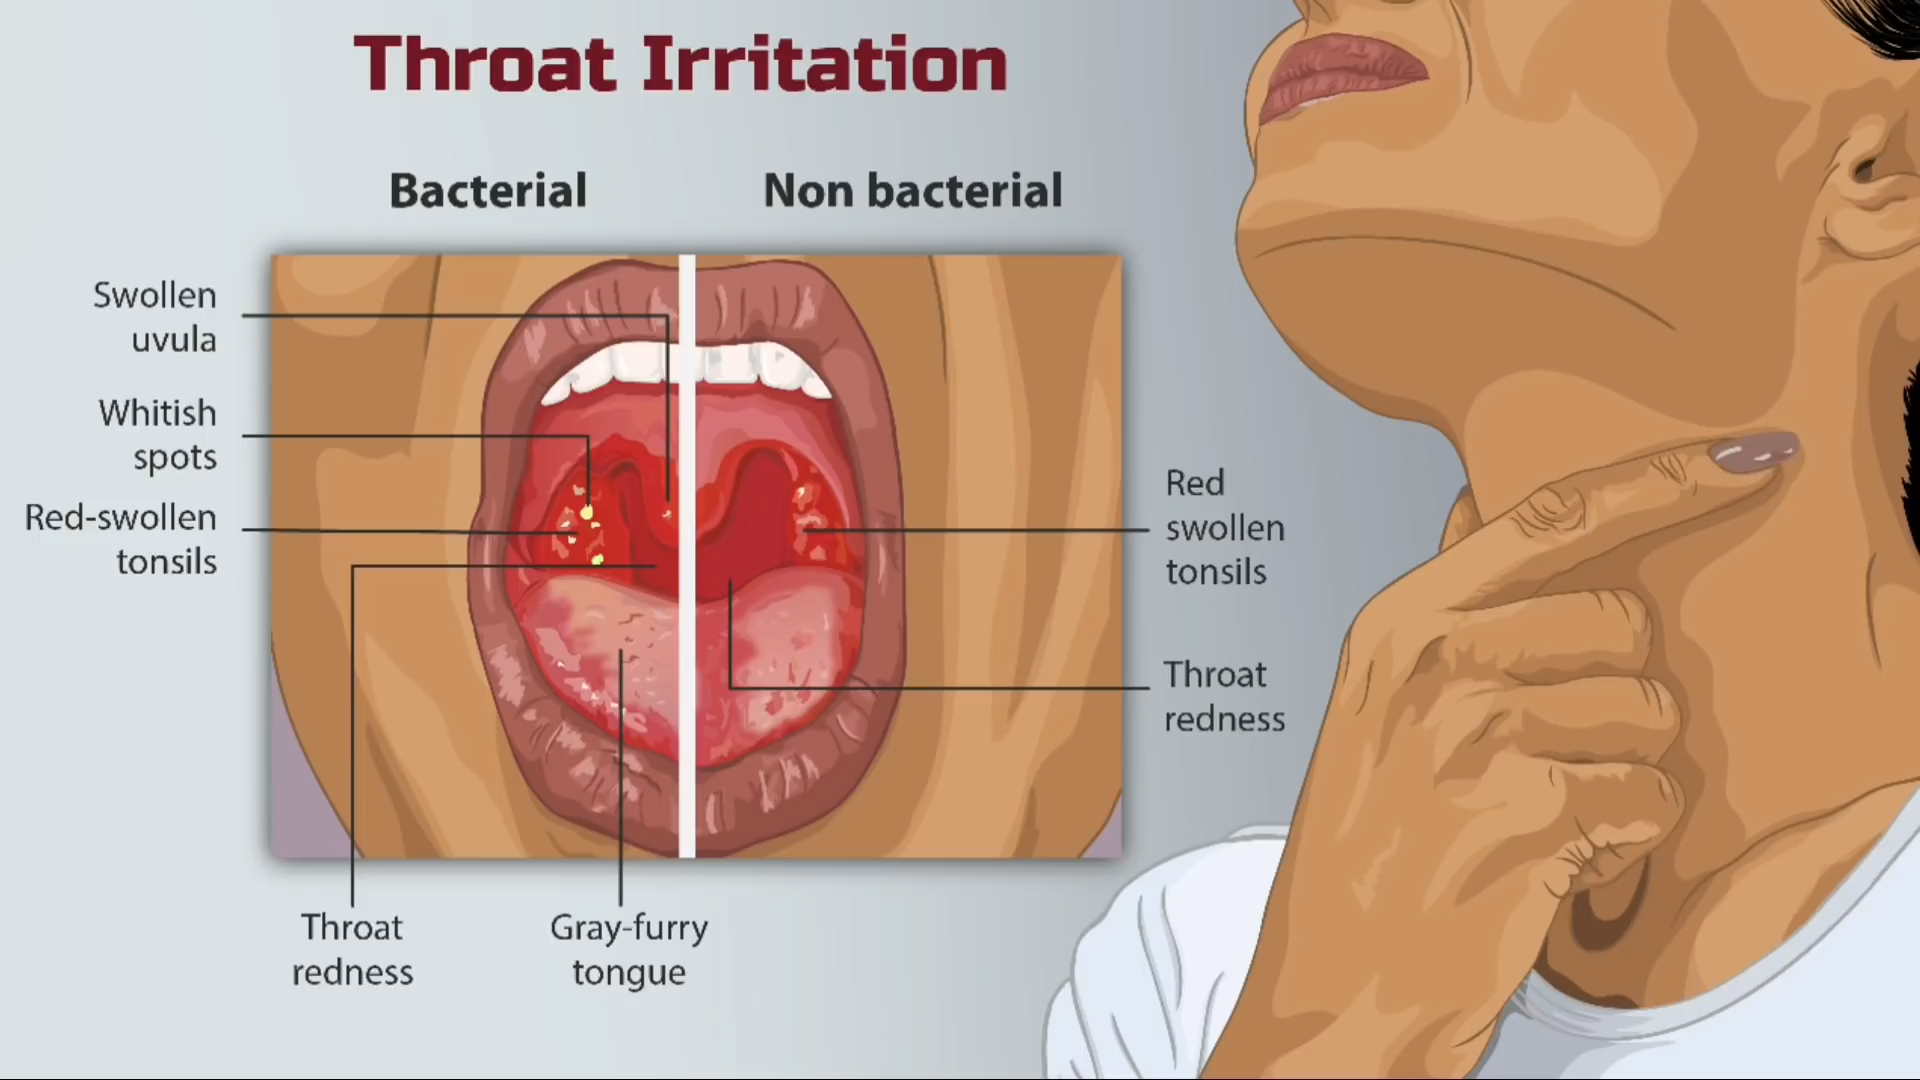 Throat Irritation
Bacterial
Non bacterial
Swollen
uvula
Whitish
spots
Red-swollen
tonsils
Throat
redness
Gray-furry
tongue
Red
swollen
tonsils
Throat
redness